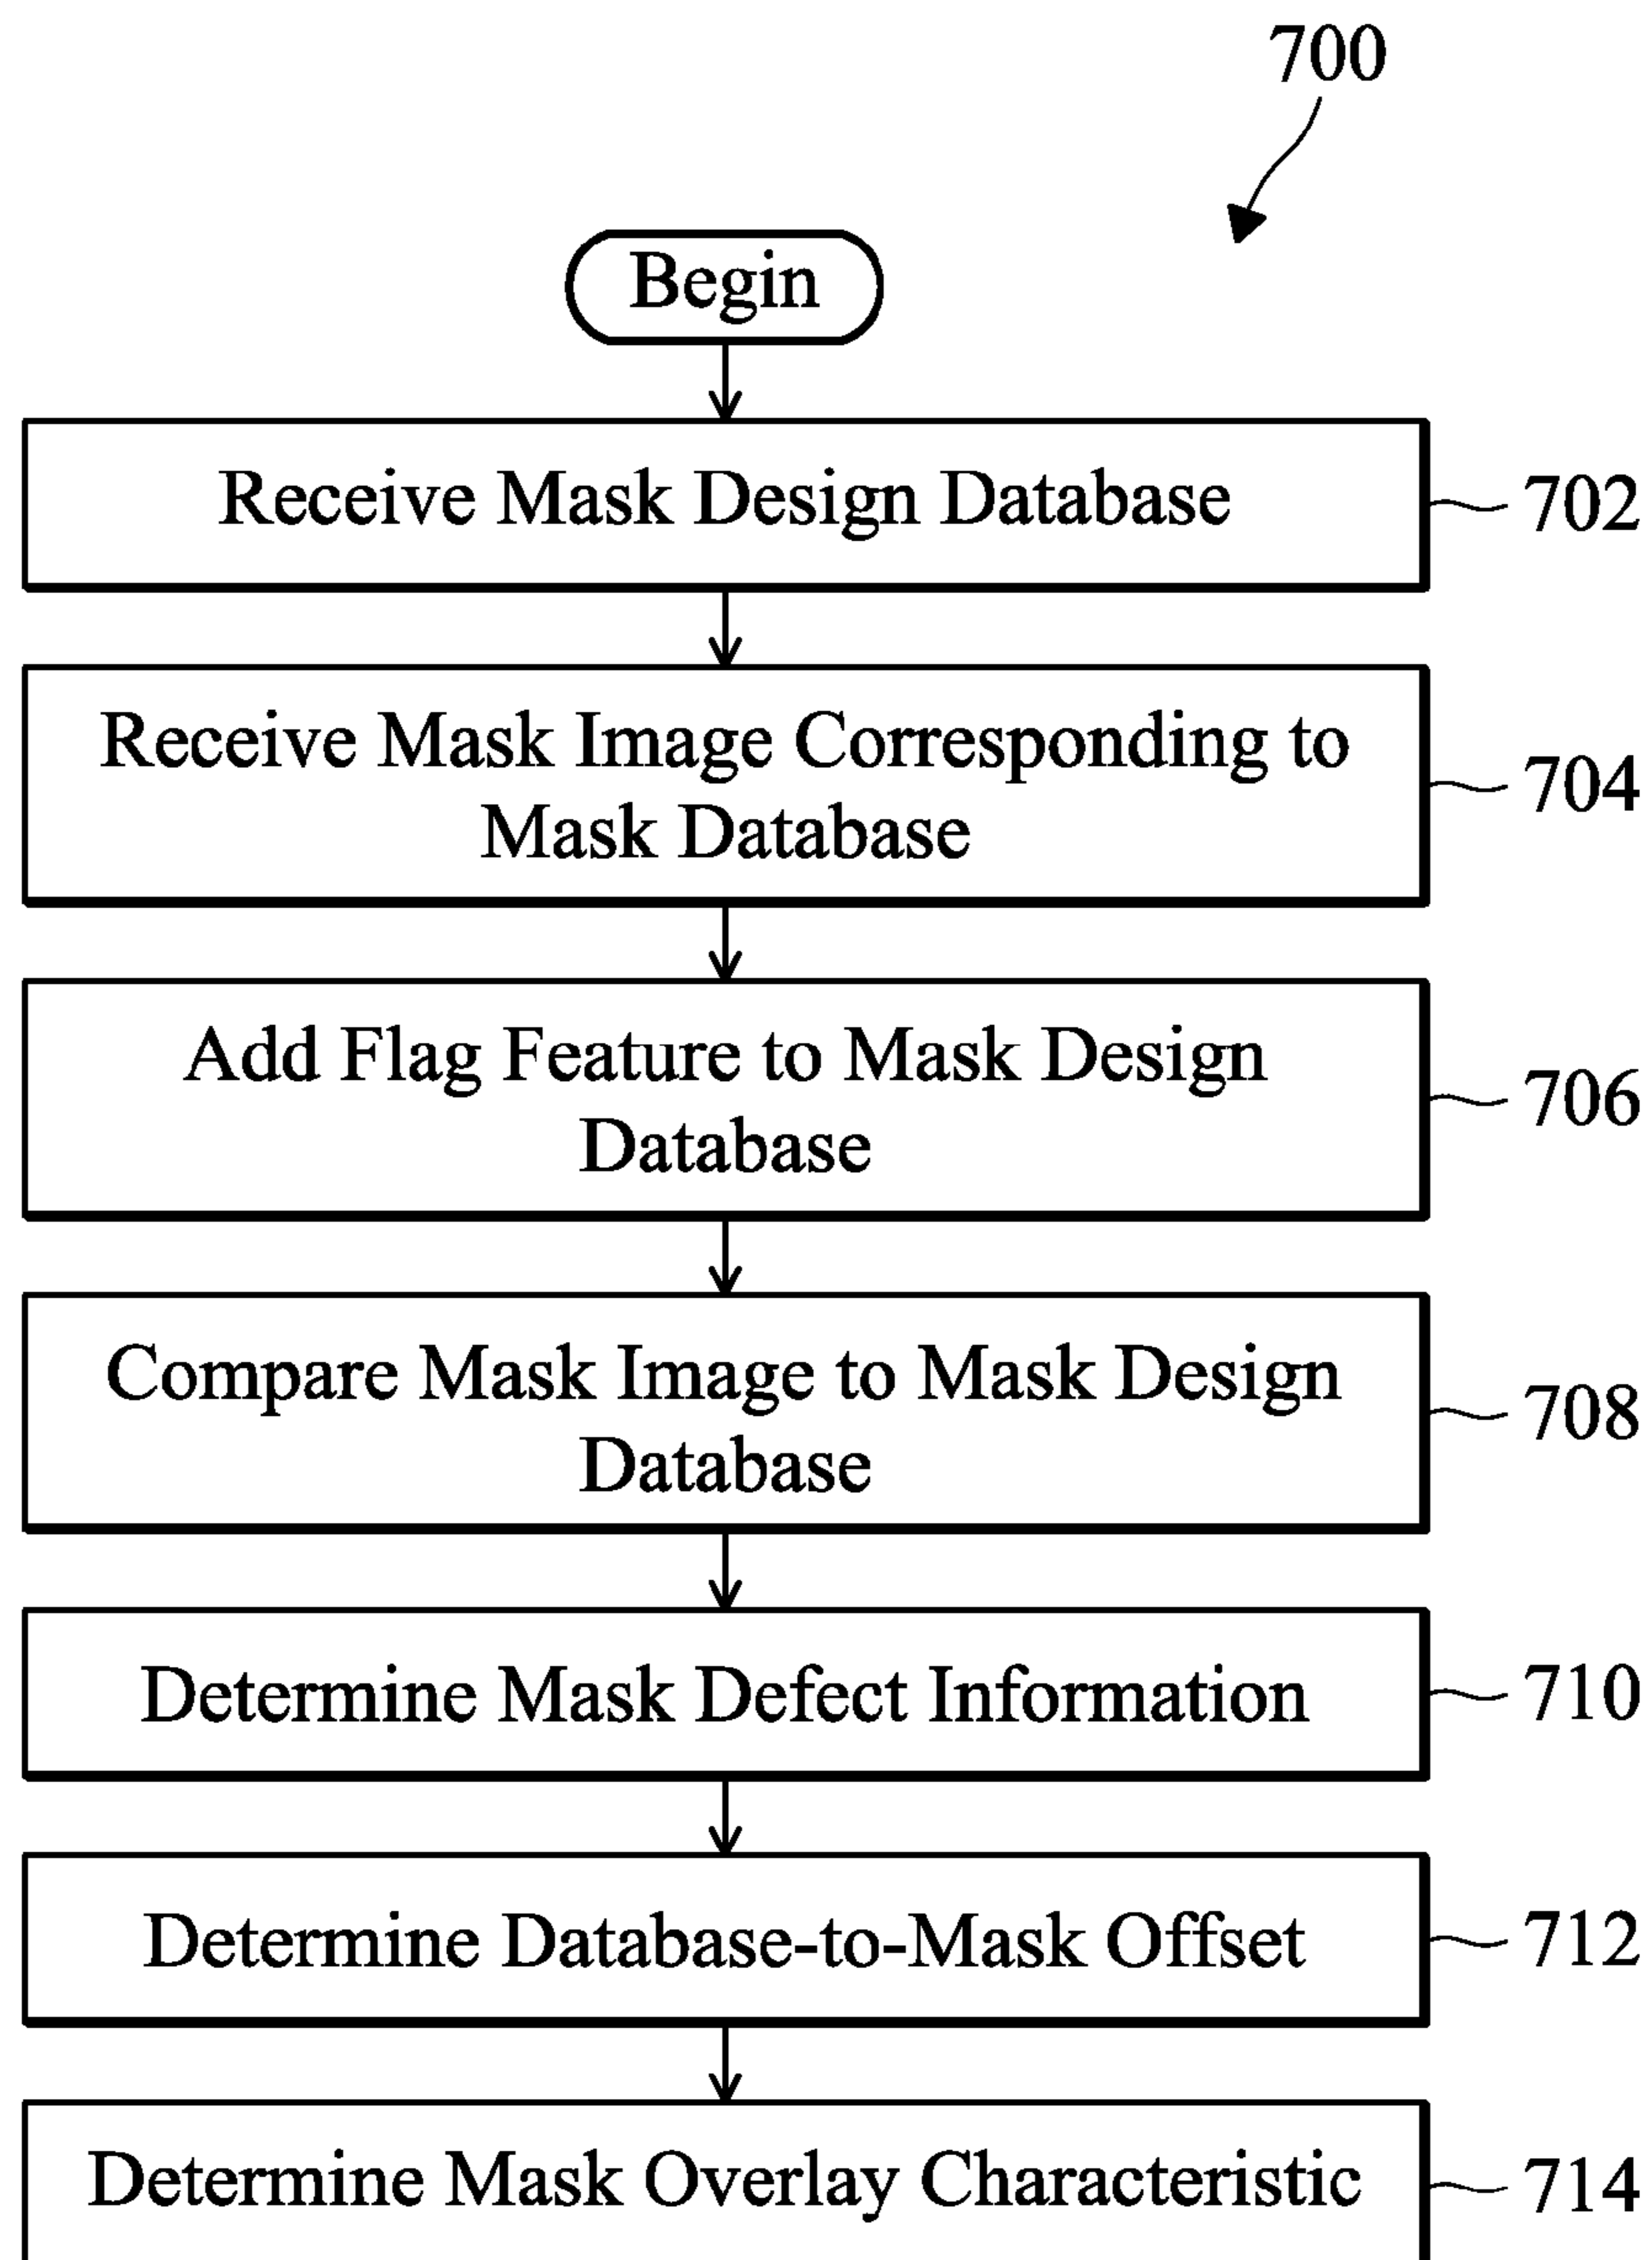 700
Begin
Receive Mask Design Database
702
Receive Mask Image Corresponding to
Mask Database
704
Add Flag Feature to Mask Design
Database
706
Compare Mask Image to Mask Design
Database
708
Determine Mask Defect Information
710
Determine Database-to-Mask Offset
712
Determine Mask Overlay Characteristic
714